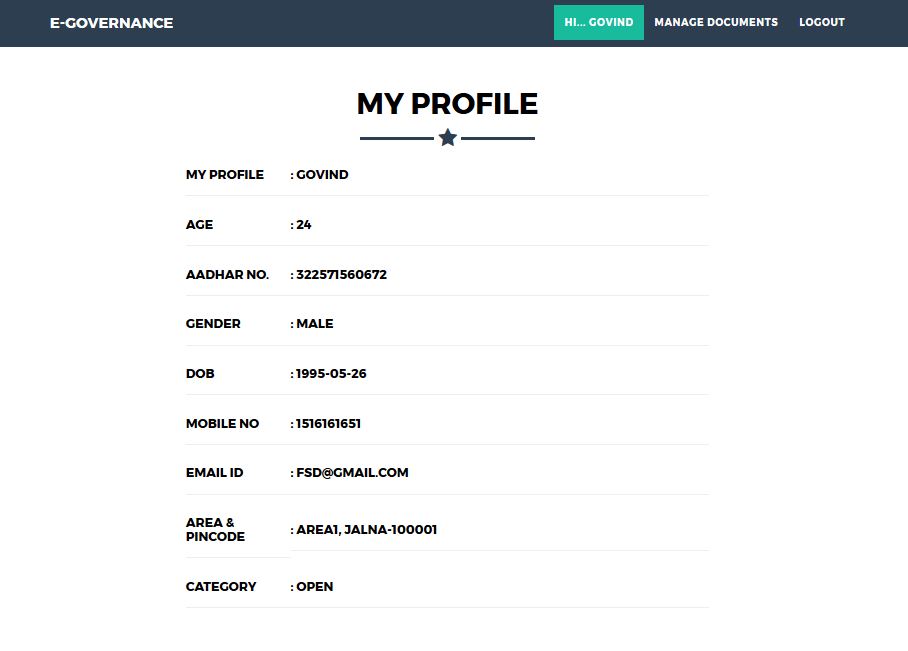 E-GOVERNANCE HI... GOVIND MANAGE DOCUMENTS LOGOUT
MY PROFILE
MY PROFILE : GOVIND
AGE : 24
AADHAR NO. : 322571560672
GENDER : MALE
DOB : 1995-05-26
MOBILE NO : 1516161651
EMAIL ID : FSD@GMAIL.COM
AREA &
PINCODE : AREA1, JALNA-100001
CATEGORY : OPEN